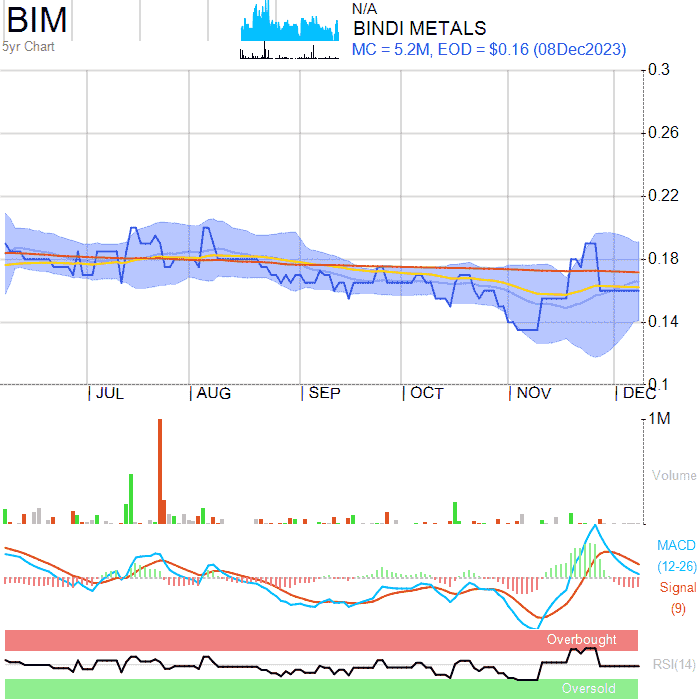 BIM
5yr Chart
N/A
BINDI METALS
MC = 5.2M, EOD = $0.16 (08Dec2023)
0.3
0.26
0.22
0.18
0.14
0.1
JUL AUG SEP OCT NOV DEC
1M
Volume
MACD
(12-26)
Signal
(9)
Overbought
RSI(14)
Oversold